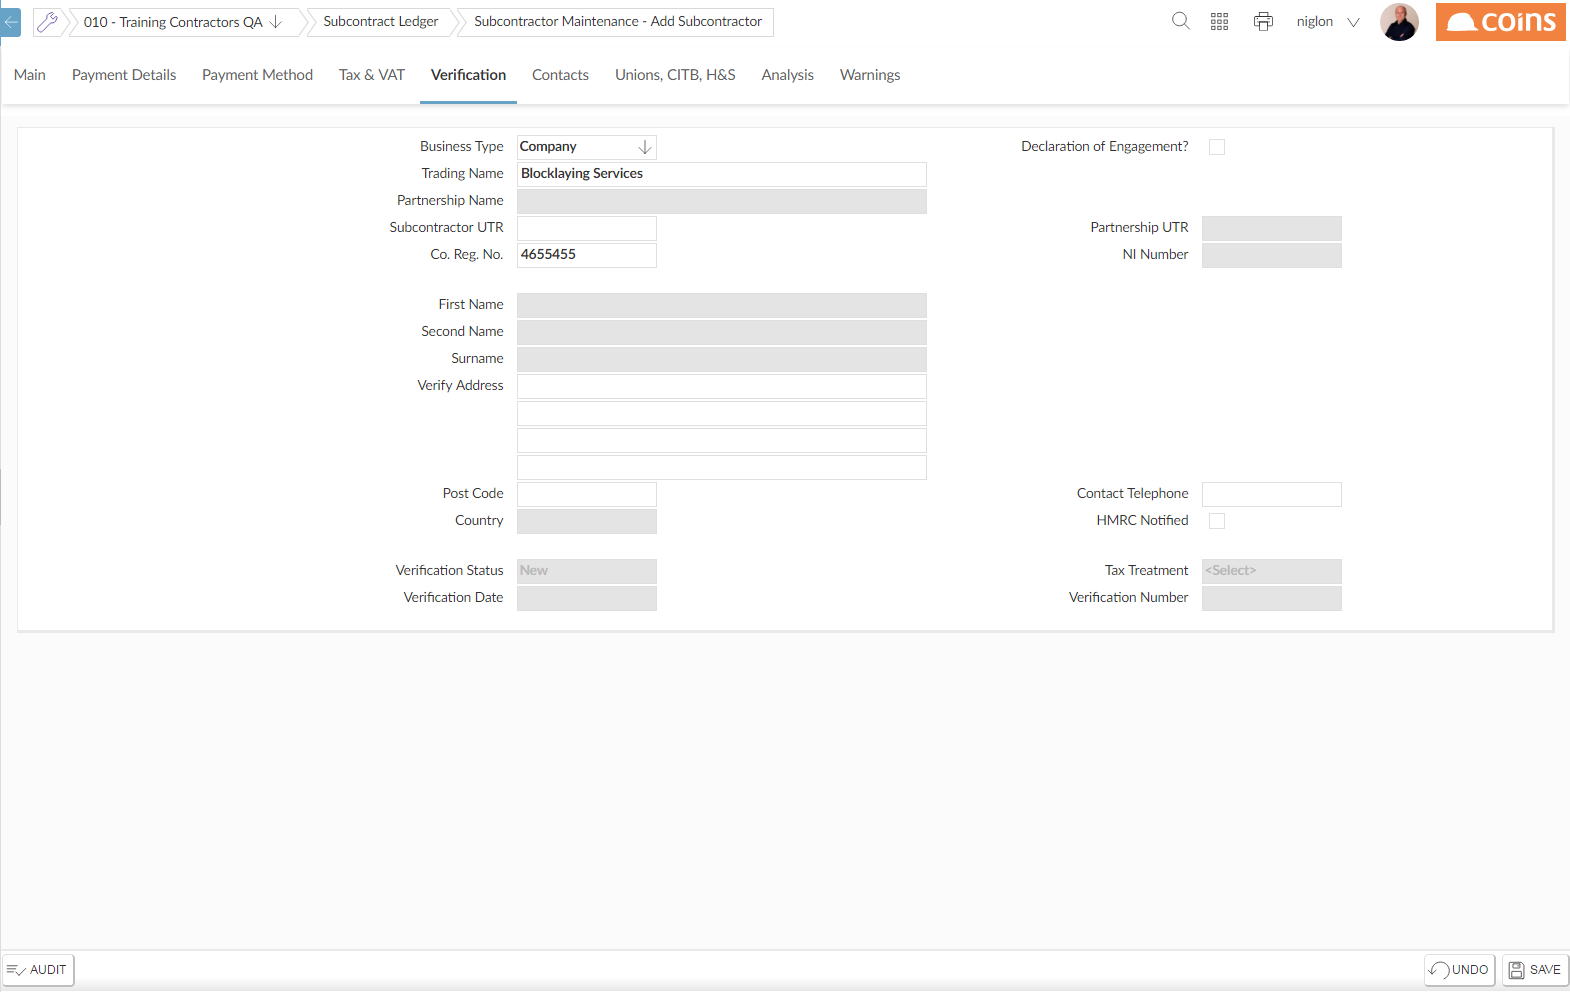 010 - Training Contractors QA
Subcontract Ledger
Subcontractor Maintenance - Add Subcontractor
niglon
coins
Main
Payment Details
Payment Method
Tax & VAT
Verification
Contacts
Unions, CITB, H&S
Analysis
Warnings
Business Type Company Declaration of Engagement?
Trading Name Blocklaying Services
Partnership Name
Subcontractor UTR Partnership UTR
Co. Reg. No. 4655455 NI Number
First Name
Second Name
Surname
Verify Address
Post Code Contact Telephone
Country HMRC Notified
Verification Status New Tax Treatment <Select>
Verification Date Verification Number
AUDIT UNDO SAVE